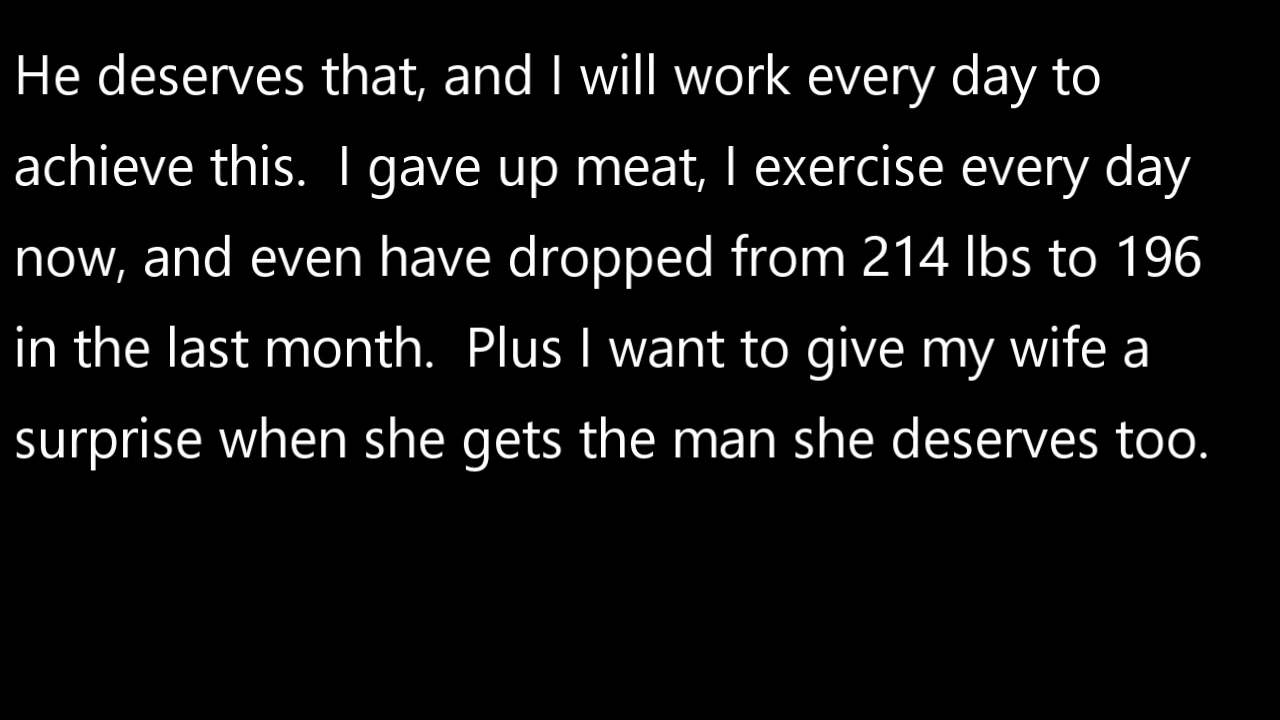 He deserves that, and I will work every day to
achieve this.  I gave up meat, I exercise every day
now, and even have dropped from 214 lbs to 196
in the last month.  Plus I want to give my wife a
surprise when she gets the man she deserves too.